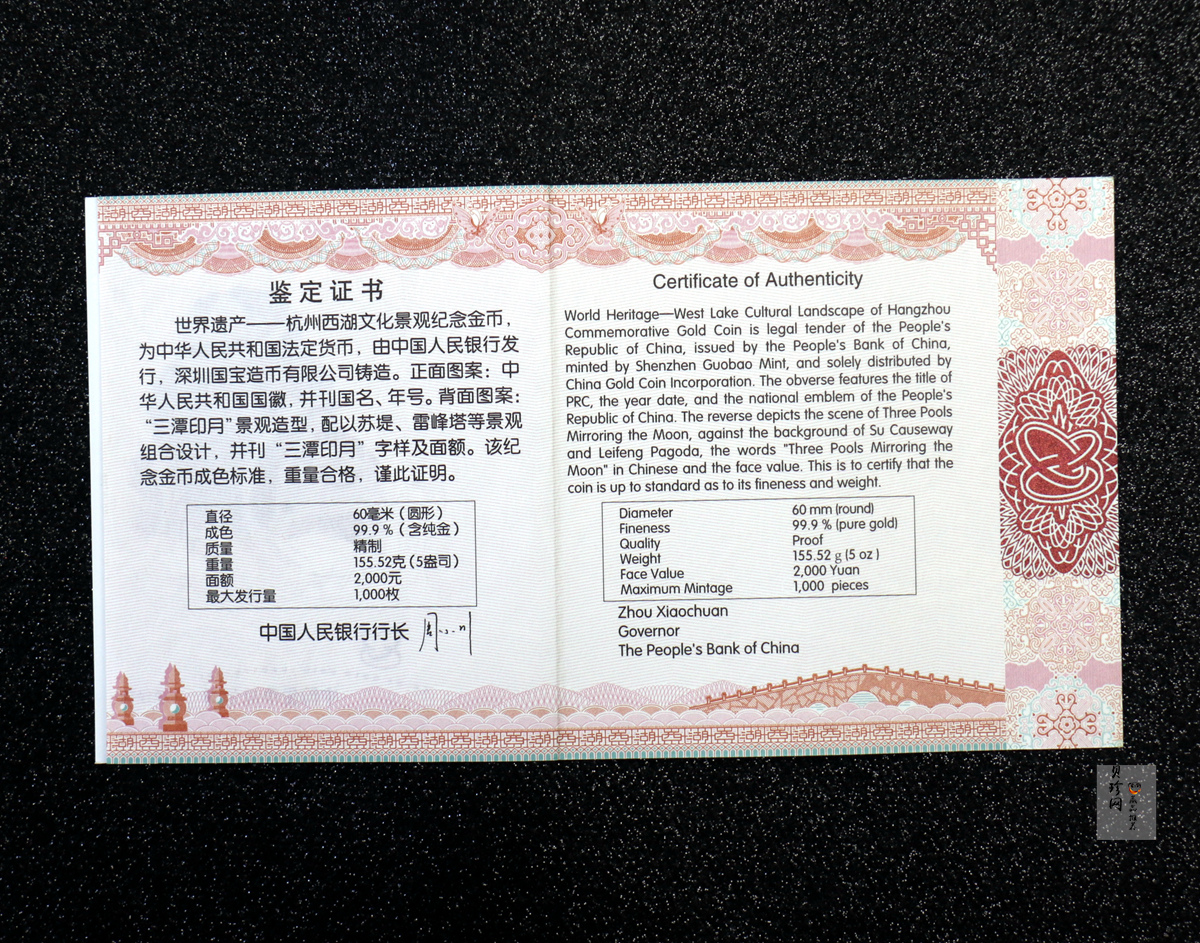 鉴定证书
世界遗产——杭州西湖文化景观纪念金币，
为中华人民共和国法定货币，由中国人民银行发
行，深圳国宝造币有限公司铸造。正面图案：中
华人民共和国国徽，并刊国名、年号。背面图案：
“三潭印月”景观造型，配以苏堤、雷峰塔等景观
组合设计，并刊“三潭印月”字样及面额。该纪
念金币成色标准，重量合格，谨此证明。
直径 60毫米（圆形）
成色 99.9％（含纯金）
质量 精制
重量 155.52克（5盎司）
面额 2,000元
最大发行量 1,000枚
中国人民银行行长
Certificate of Authenticity
World Heritage—West Lake Cultural Landscape of Hangzhou
Commemorative Gold Coin is legal tender of the People's
Republic of China, issued by the People's Bank of China,
minted by Shenzhen Guobao Mint, and solely distributed by
China Gold Coin Incorporation. The obverse features the title of
PRC, the year date, and the national emblem of the People's
Republic of China. The reverse depicts the scene of Three Pools
Mirroring the Moon, against the background of Su Causeway
and Leifeng Pagoda, the words "Three Pools Mirroring the
Moon" in Chinese and the face value. This is to certify that the
coin is up to standard as to its fineness and weight.
Diameter 60 mm (round)
Fineness 99.9 % (pure gold)
Quality Proof
Weight 155.52 g (5 oz )
Face Value 2,000 Yuan
Maximum Mintage 1,000 pieces
Zhou Xiaochuan
Governor
The People's Bank of China
贝珍网